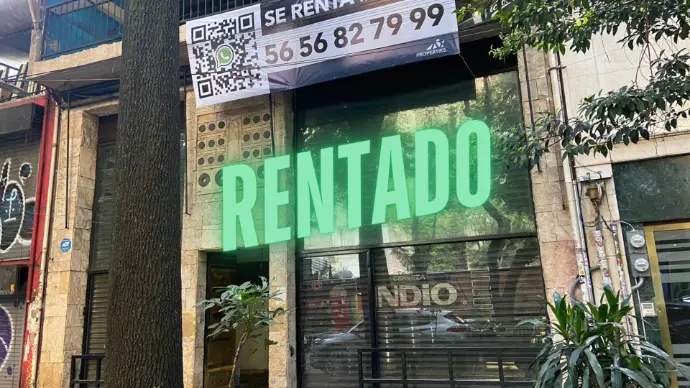 SE RENTA
56 56 82 79 99
PROPERTIES
RENTADO
NDIO